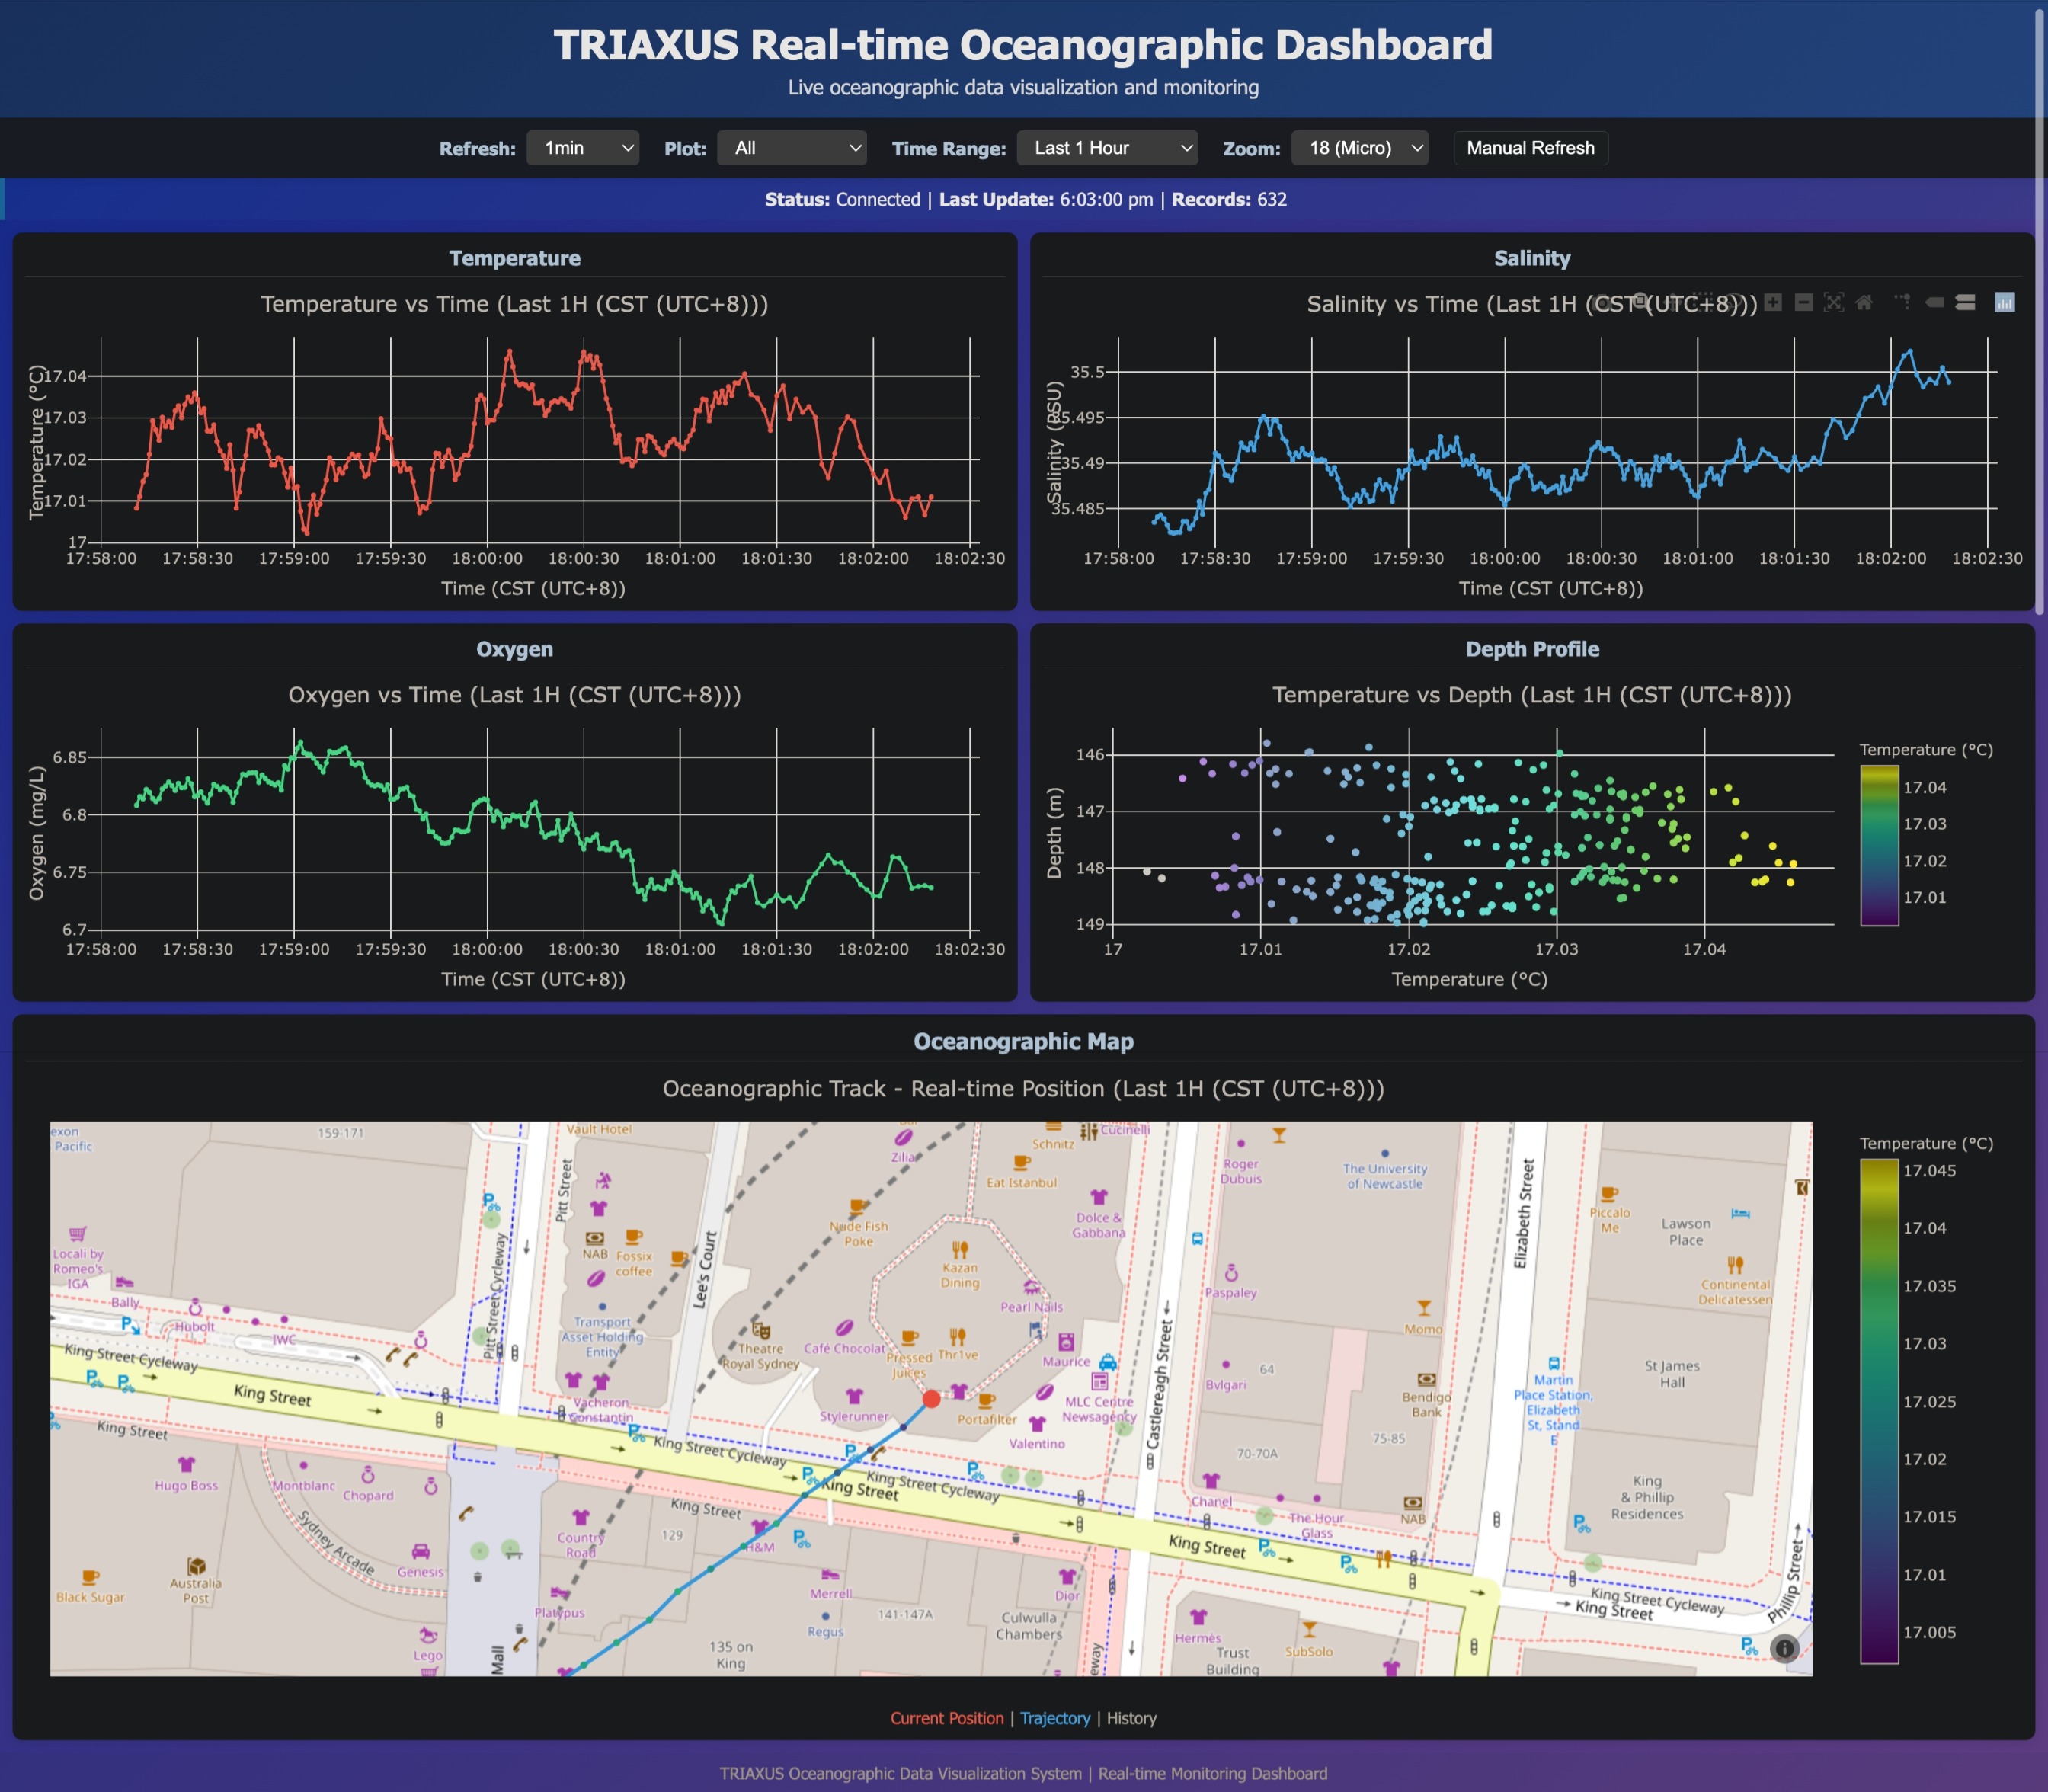 TRIAXUS Real-time Oceanographic Dashboard
Live oceanographic data visualization and monitoring
Refresh: 1min Plot: All Time Range: Last 1 Hour Zoom: 18 (Micro) Manual Refresh
Status: Connected | Last Update: 6:03:00 pm | Records: 632
Temperature
Temperature vs Time (Last 1H (CST (UTC+8)))
Temperature (°C)
17.04
17.03
17.02
17.01
17
17:58:00 17:58:30 17:59:00 17:59:30 18:00:00 18:00:30 18:01:00 18:01:30 18:02:00 18:02:30
Time (CST (UTC+8))
Salinity
Salinity vs Time (Last 1H (CST (UTC+8)))
Salinity (PSU)
35.5
35.495
35.49
35.485
17:58:00 17:58:30 17:59:00 17:59:30 18:00:00 18:00:30 18:01:00 18:01:30 18:02:00 18:02:30
Time (CST (UTC+8))
Oxygen
Oxygen vs Time (Last 1H (CST (UTC+8)))
Oxygen (mg/L)
6.85
6.8
6.75
6.7
17:58:00 17:58:30 17:59:00 17:59:30 18:00:00 18:00:30 18:01:00 18:01:30 18:02:00 18:02:30
Time (CST (UTC+8))
Depth Profile
Temperature vs Depth (Last 1H (CST (UTC+8)))
Depth (m)
146
147
148
149
17 17.01 17.02 17.03 17.04
Temperature (°C)
Temperature (°C)
17.04
17.03
17.02
17.01
Oceanographic Map
Oceanographic Track - Real-time Position (Last 1H (CST (UTC+8)))
exon
Pacific
159-171
Vault Hotel
Zilia
Schnitz
Cucinelli
Eat Istanbul
Roger
Dubuis
The University
of Newcastle
Pitt Street
Elizabeth Street
Piccalo
Me
Lawson
Place
Dolce &
Gabbana
Nude Fish
Poke
NAB
Fossix
coffee
Lee's Court
Locali by
Romeo's
IGA
Pitt Street Cycleway
Kazan
Dining
Paspaley
Continental
Delicatessen
Bally
Hublot
IWC
Pearl Nails
Transport
Asset Holding
Entity
Theatre
Royal Sydney
Café Chocolat
Pressed
Juices
Thr1ve
Maurice
Castlereagh Street
Momo
King Street Cycleway
King Street
Bvlgari
64
St James
Hall
Bendigo
Bank
Martin
Place Station,
Elizabeth
St, Stand
E
Vacheron
Constantin
Stylerunner
Portafilter
MLC Centre
Newsagency
Valentino
King Street
King Street Cycleway
King Street Cycleway
King Street
70-70A
75-85
Hugo Boss
Montblanc
Chopard
King
& Phillip
Residences
Chanel
The Hour
Glass
NAB
King Street
Sydney Arcade
Country
Road
129
H&M
King Street
Genesis
Black Sugar
Australia
Post
Platypus
Merrell
Regus
141-147A
Dior
Culwulla
Chambers
King Street Cycleway
King Street
Phillip Street
Hermès
SubSolo
Lego
Mall
135 on
King
eway
Trust
Building
Temperature (°C)
17.045
17.04
17.035
17.03
17.025
17.02
17.015
17.01
17.005
Current Position | Trajectory | History
TRIAXUS Oceanographic Data Visualization System | Real-time Monitoring Dashboard